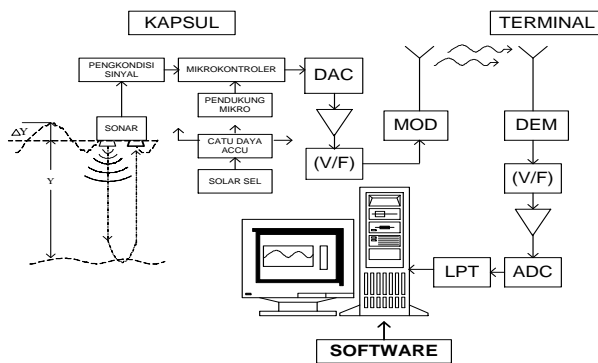 KAPSUL
TERMINAL
PENGKONDISI
SINYAL
MIKROKONTROLER
DAC
PENDUKUNG
MIKRO
SONAR
ΔY
CATU DAYA
ACCU
(V/F)
MOD
DEM
Y
SOLAR SEL
(V/F)
LPT
ADC
SOFTWARE